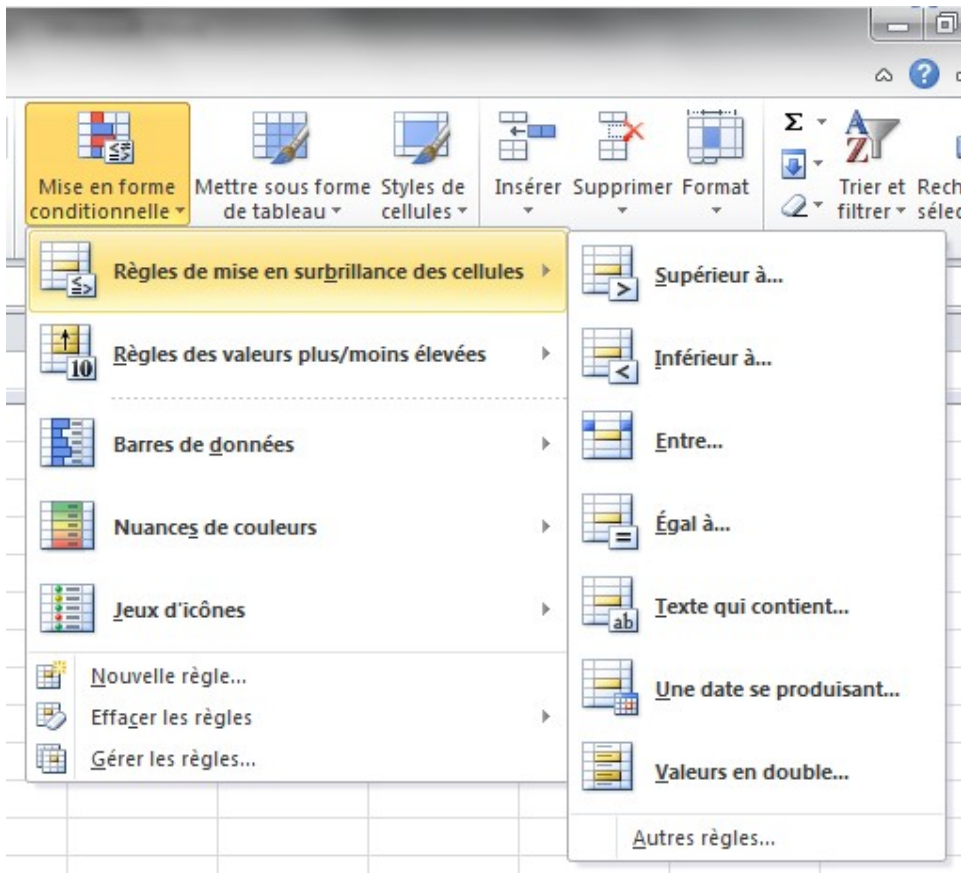 Mise en forme
conditionnelle
Mettre sous forme
de tableau
Styles de
cellules
Insérer
Supprimer
Format
Σ
A
Z
Trier et
filtrer
Règles de mise en surbrillance des cellules
10
Règles des valeurs plus/moins élevées
Barres de données
Nuances de couleurs
Jeux d'icônes
Nouvelle règle...
Effacer les règles
Gérer les règles...
>
Supérieur à...
<
Inférieur à...
Entre...
=
Égal à...
ab
Texte qui contient...
Une date se produisant...
Valeurs en double...
Autres règles...